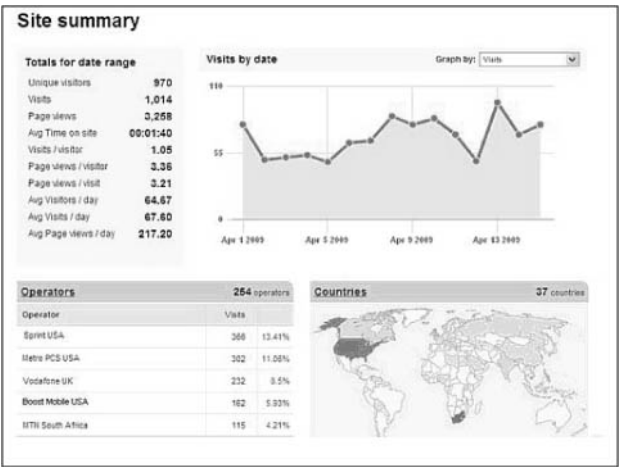 Site summary
Totals for date range
Unique visitors 970
Visits 1,014
Page views 3,258
Avg Time on site 00:01:40
Visits / visitor 1.05
Page views / visitor 3.36
Page views / visit 3.21
Avg Visitors / day 64.67
Avg Visits / day 67.60
Avg Page views / day 217.20
Visits by date
Graph by: Visits
110
55
0
Apr 1 2009 Apr 5 2009 Apr 9 2009 Apr 13 2009
Operators 254 operators
Operator Visits
Sprint USA 366 13.41%
Metro PCS USA 302 11.06%
Vodafone UK 232 8.5%
Boost Mobile USA 162 5.93%
MTN South Africa 115 4.21%
Countries 37 countries